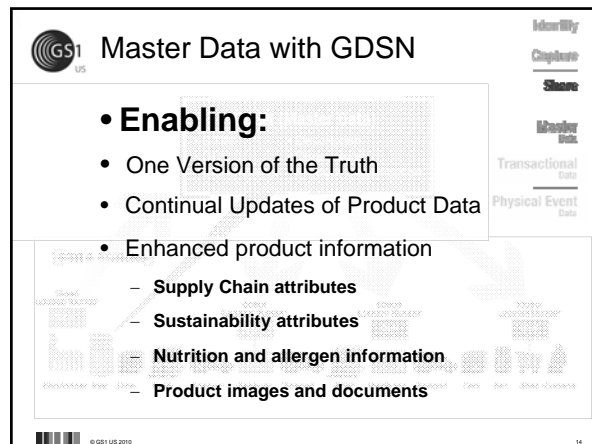 GS1
US
Master Data with GDSN
Identify
Capture
Share
Master
Data
Transactional
Data
Physical Event
Data
• Enabling:
• One Version of the Truth
• Continual Updates of Product Data
• Enhanced product information
– Supply Chain attributes
– Sustainability attributes
– Nutrition and allergen information
– Product images and documents
© GS1 US 2010
14